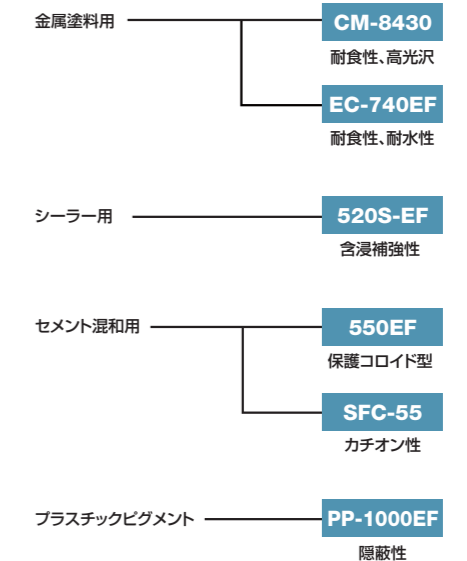 金属塗料用
CM-8430
耐食性、高光沢
EC-740EF
耐食性、耐水性
シーラー用
520S-EF
含浸補強性
セメント混和用
550EF
保護コロイド型
SFC-55
カチオン性
プラスチックピグメント
PP-1000EF
隠蔽性